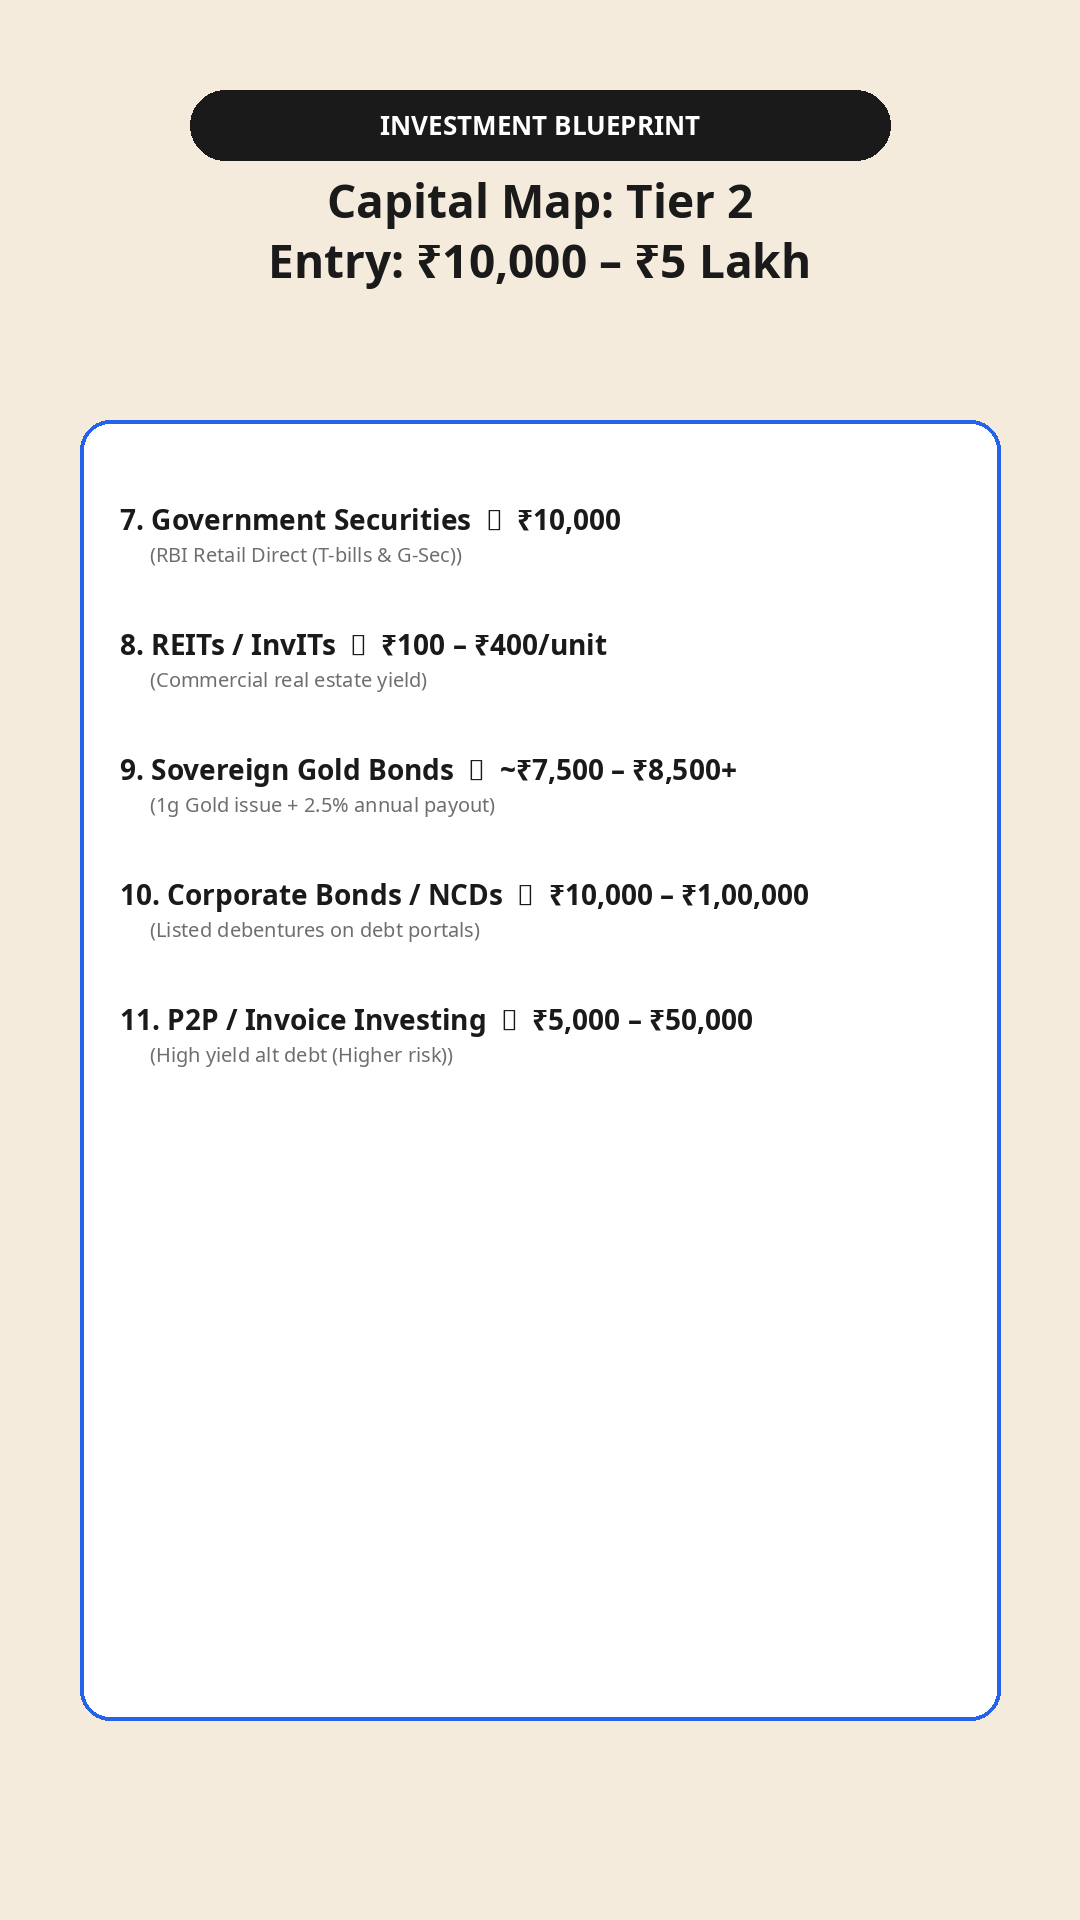 INVESTMENT BLUEPRINT
Capital Map: Tier 2
Entry: ₹10,000 – ₹5 Lakh
7. Government Securities ▯ ₹10,000
(RBI Retail Direct (T-bills & G-Sec))
8. REITs / InvITs ▯ ₹100 – ₹400/unit
(Commercial real estate yield)
9. Sovereign Gold Bonds ▯ ~₹7,500 – ₹8,500+
(1g Gold issue + 2.5% annual payout)
10. Corporate Bonds / NCDs ▯ ₹10,000 – ₹1,00,000
(Listed debentures on debt portals)
11. P2P / Invoice Investing ▯ ₹5,000 – ₹50,000
(High yield alt debt (Higher risk))